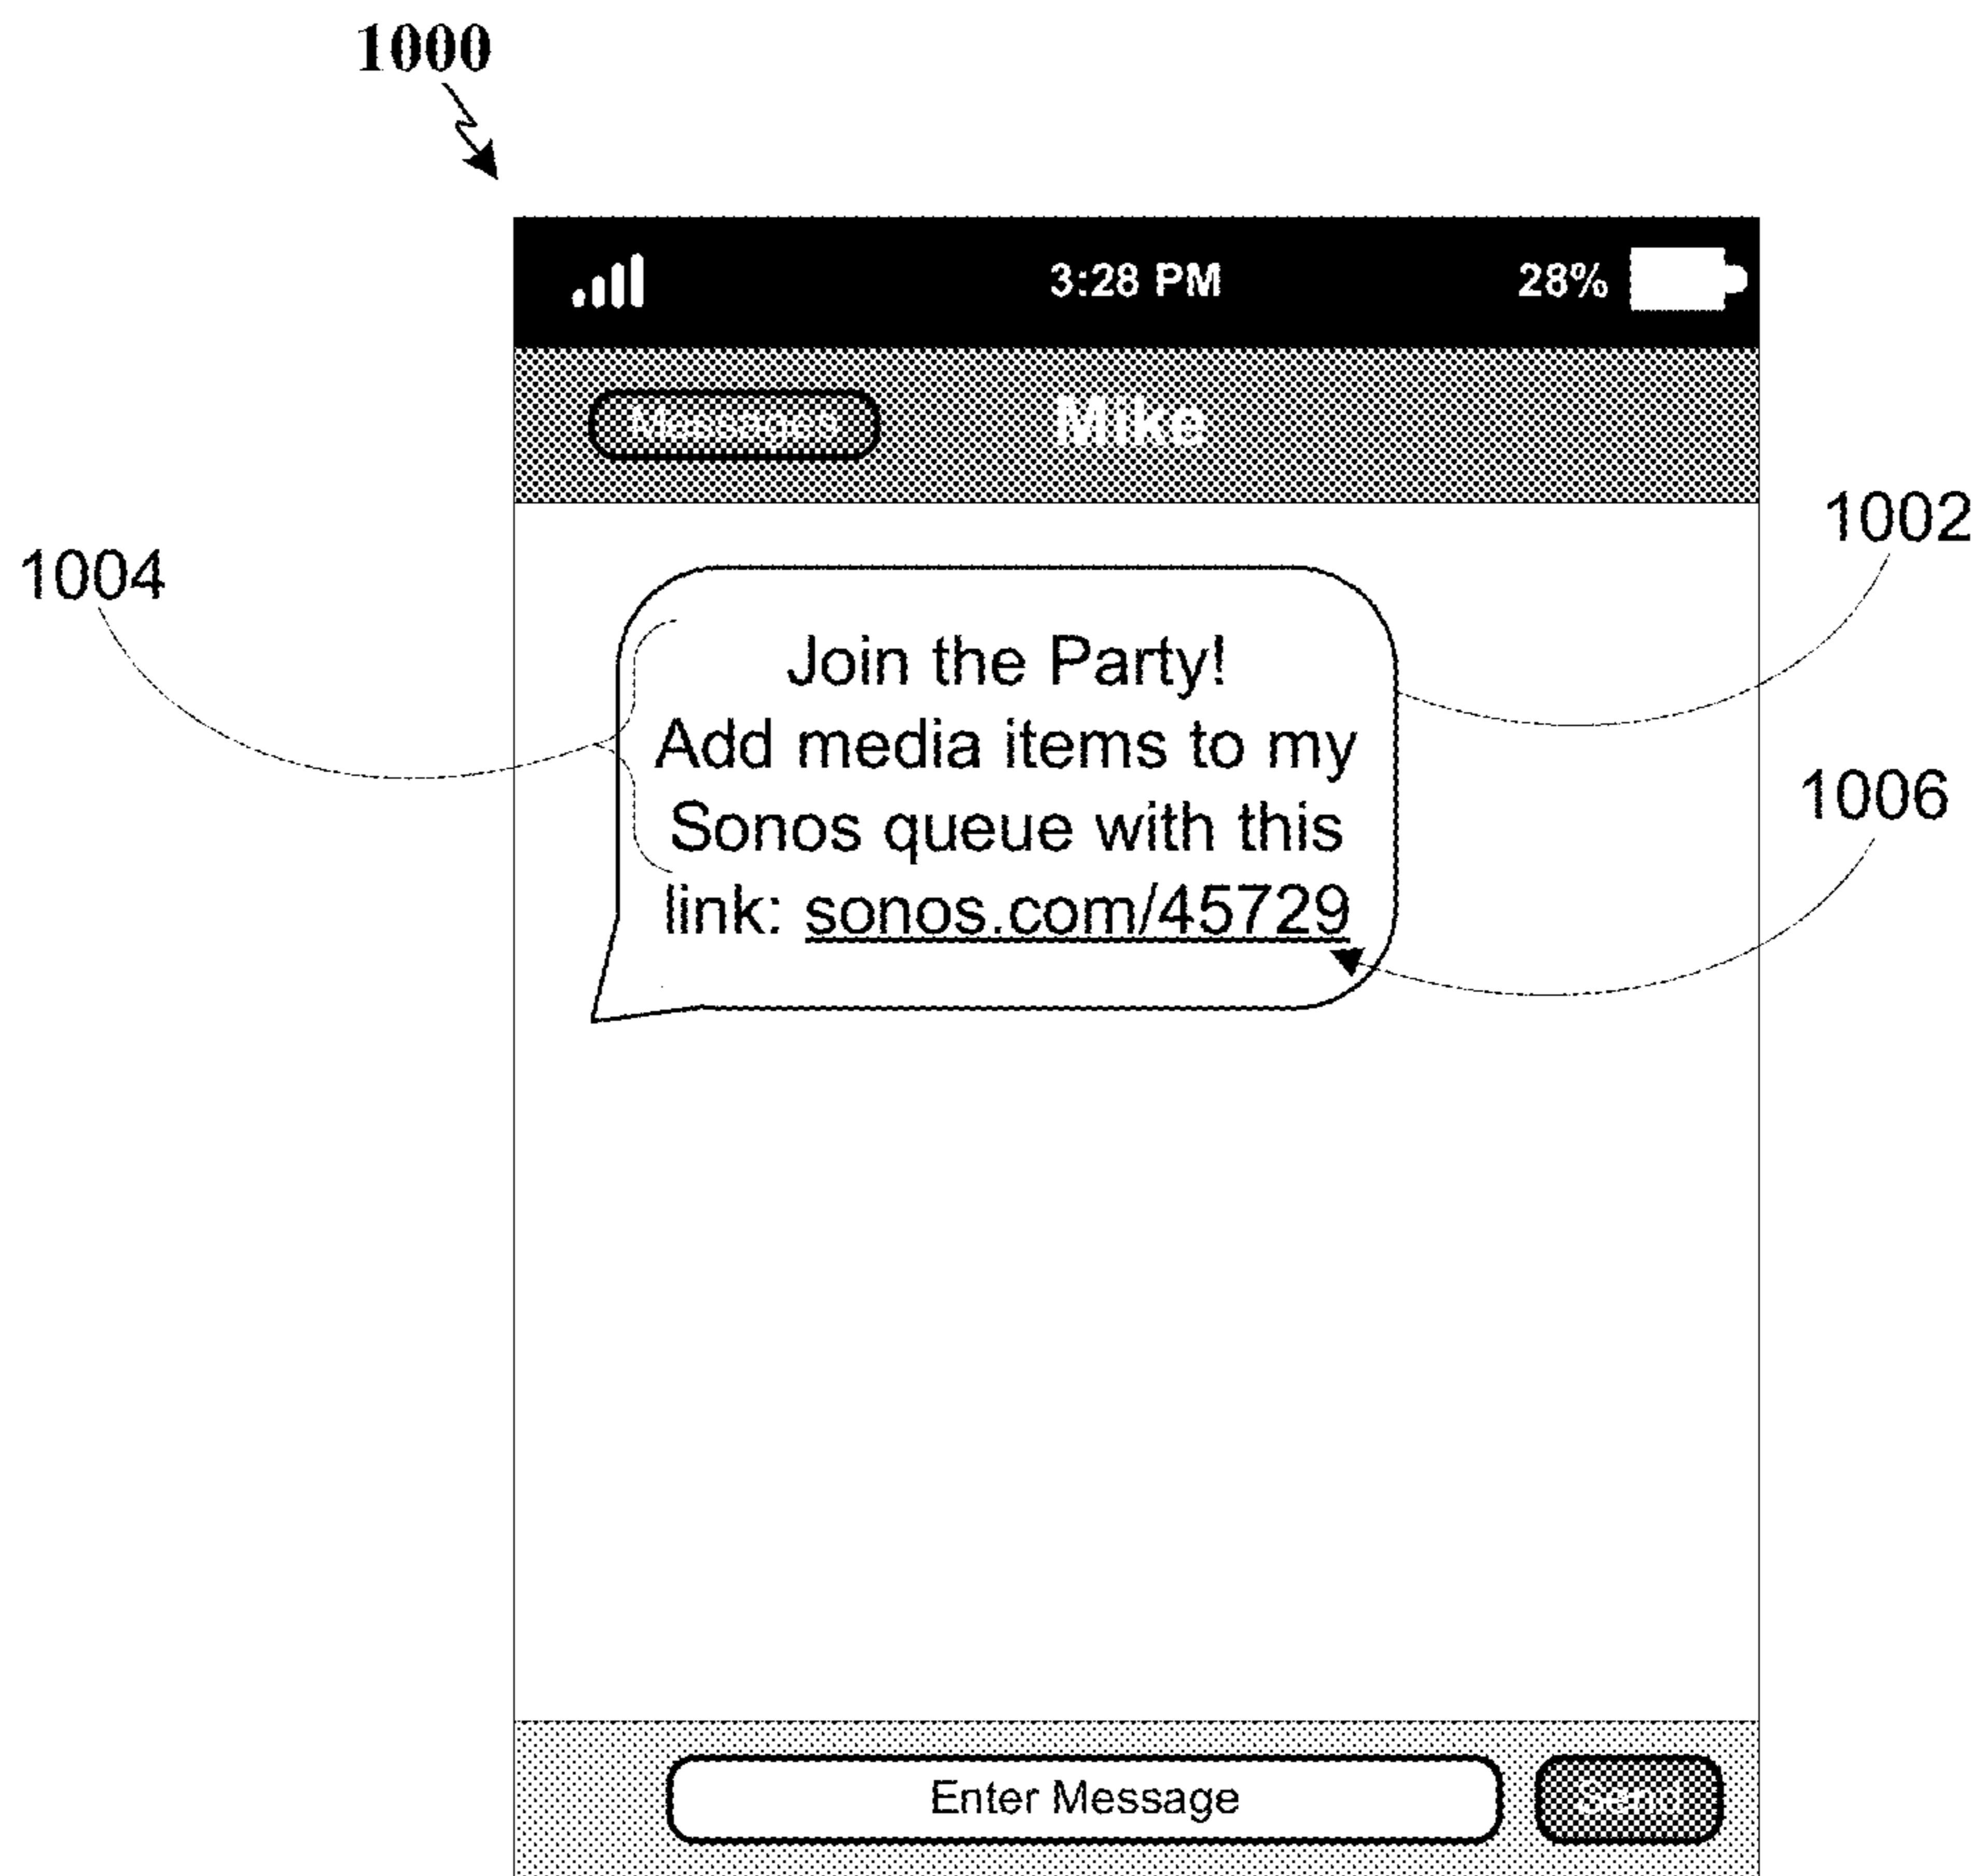 1000
3:28 PM 28%
Messages Mike
1002
1004
Join the Party!
Add media items to my
Sonos queue with this
link: sonos.com/45729
1006
Enter Message Send